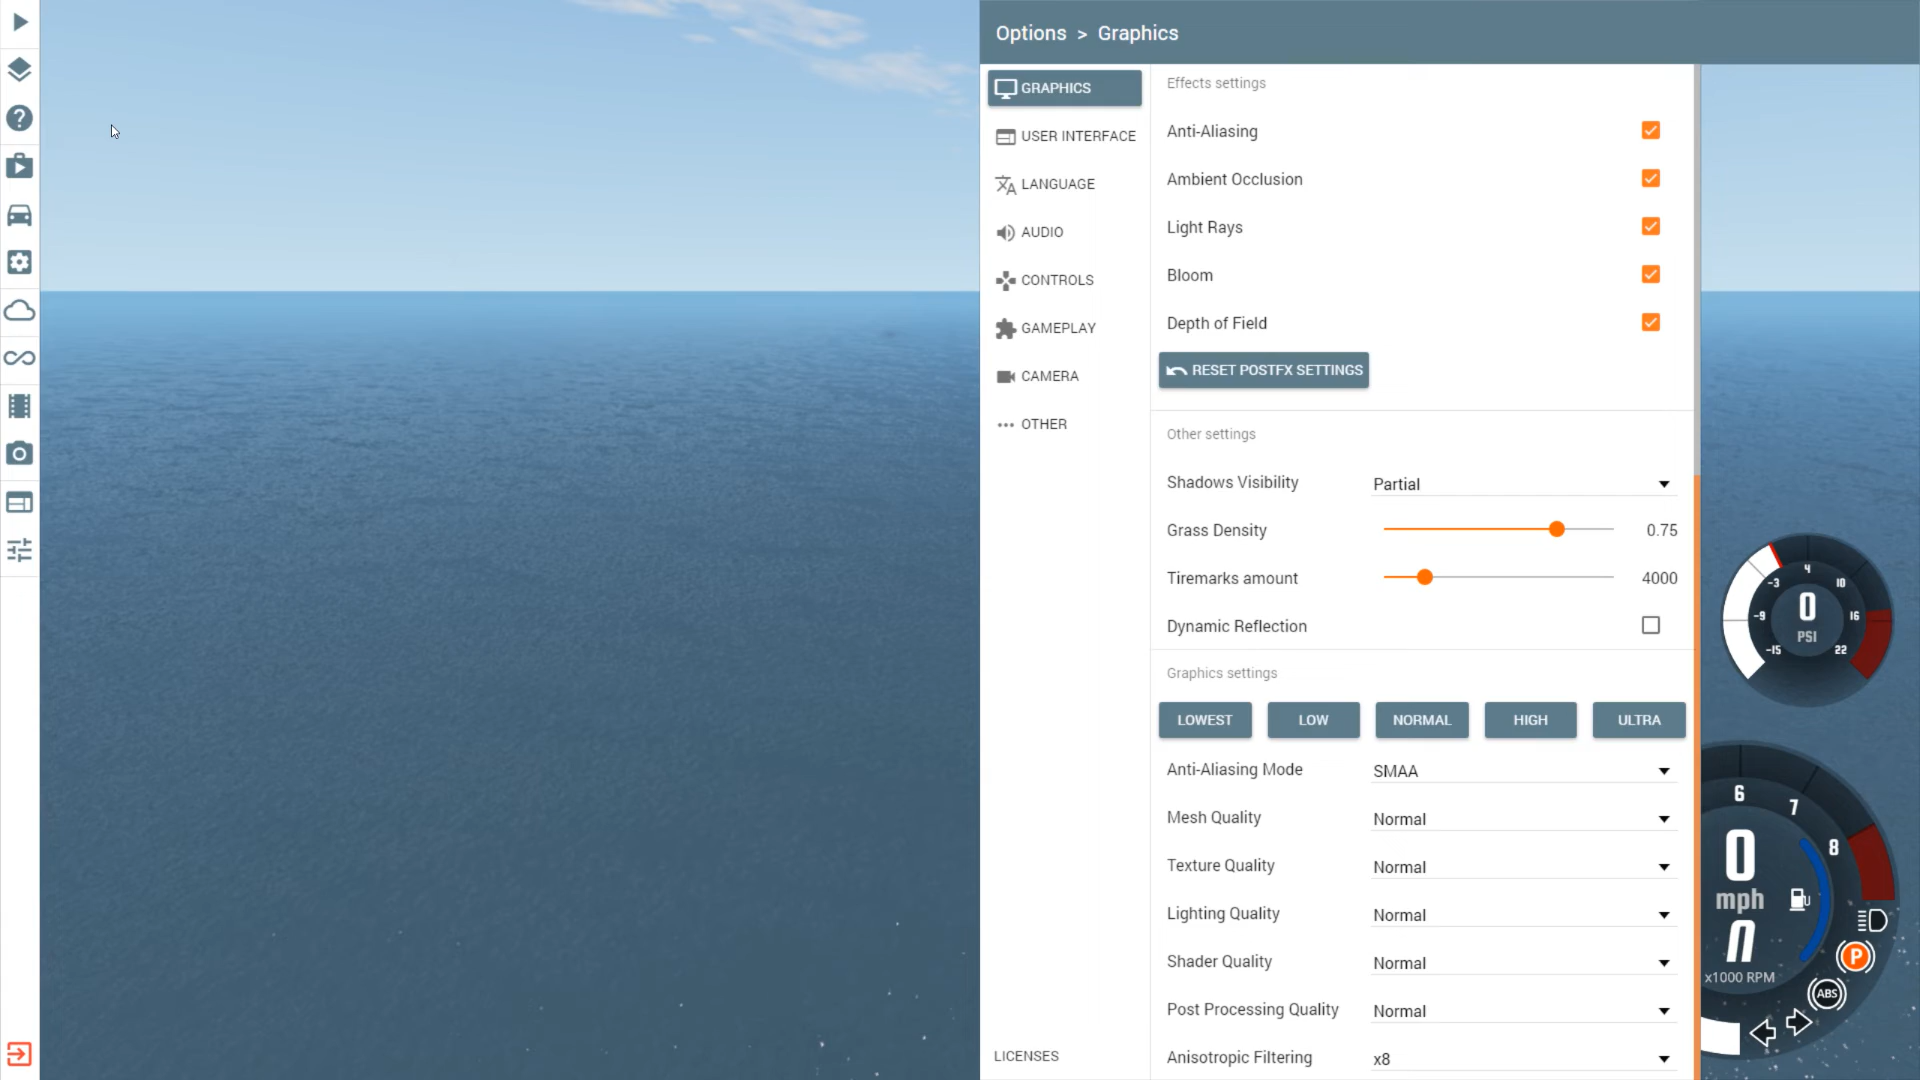 Options > Graphics
GRAPHICS
USER INTERFACE
LANGUAGE
AUDIO
CONTROLS
GAMEPLAY
CAMERA
OTHER
LICENSES
Effects settings
Anti-Aliasing
Ambient Occlusion
Light Rays
Bloom
Depth of Field
RESET POSTFX SETTINGS
Other settings
Shadows Visibility Partial
Grass Density 0.75
Tiremarks amount 4000
Dynamic Reflection
Graphics settings
LOWEST LOW NORMAL HIGH ULTRA
Anti-Aliasing Mode SMAA
Mesh Quality Normal
Texture Quality Normal
Lighting Quality Normal
Shader Quality Normal
Post Processing Quality Normal
Anisotropic Filtering x8
4
-3 10
-9 0 16
PSI
-15 22
6
7
8
0
mph
n
x1000 RPM
P
ABS